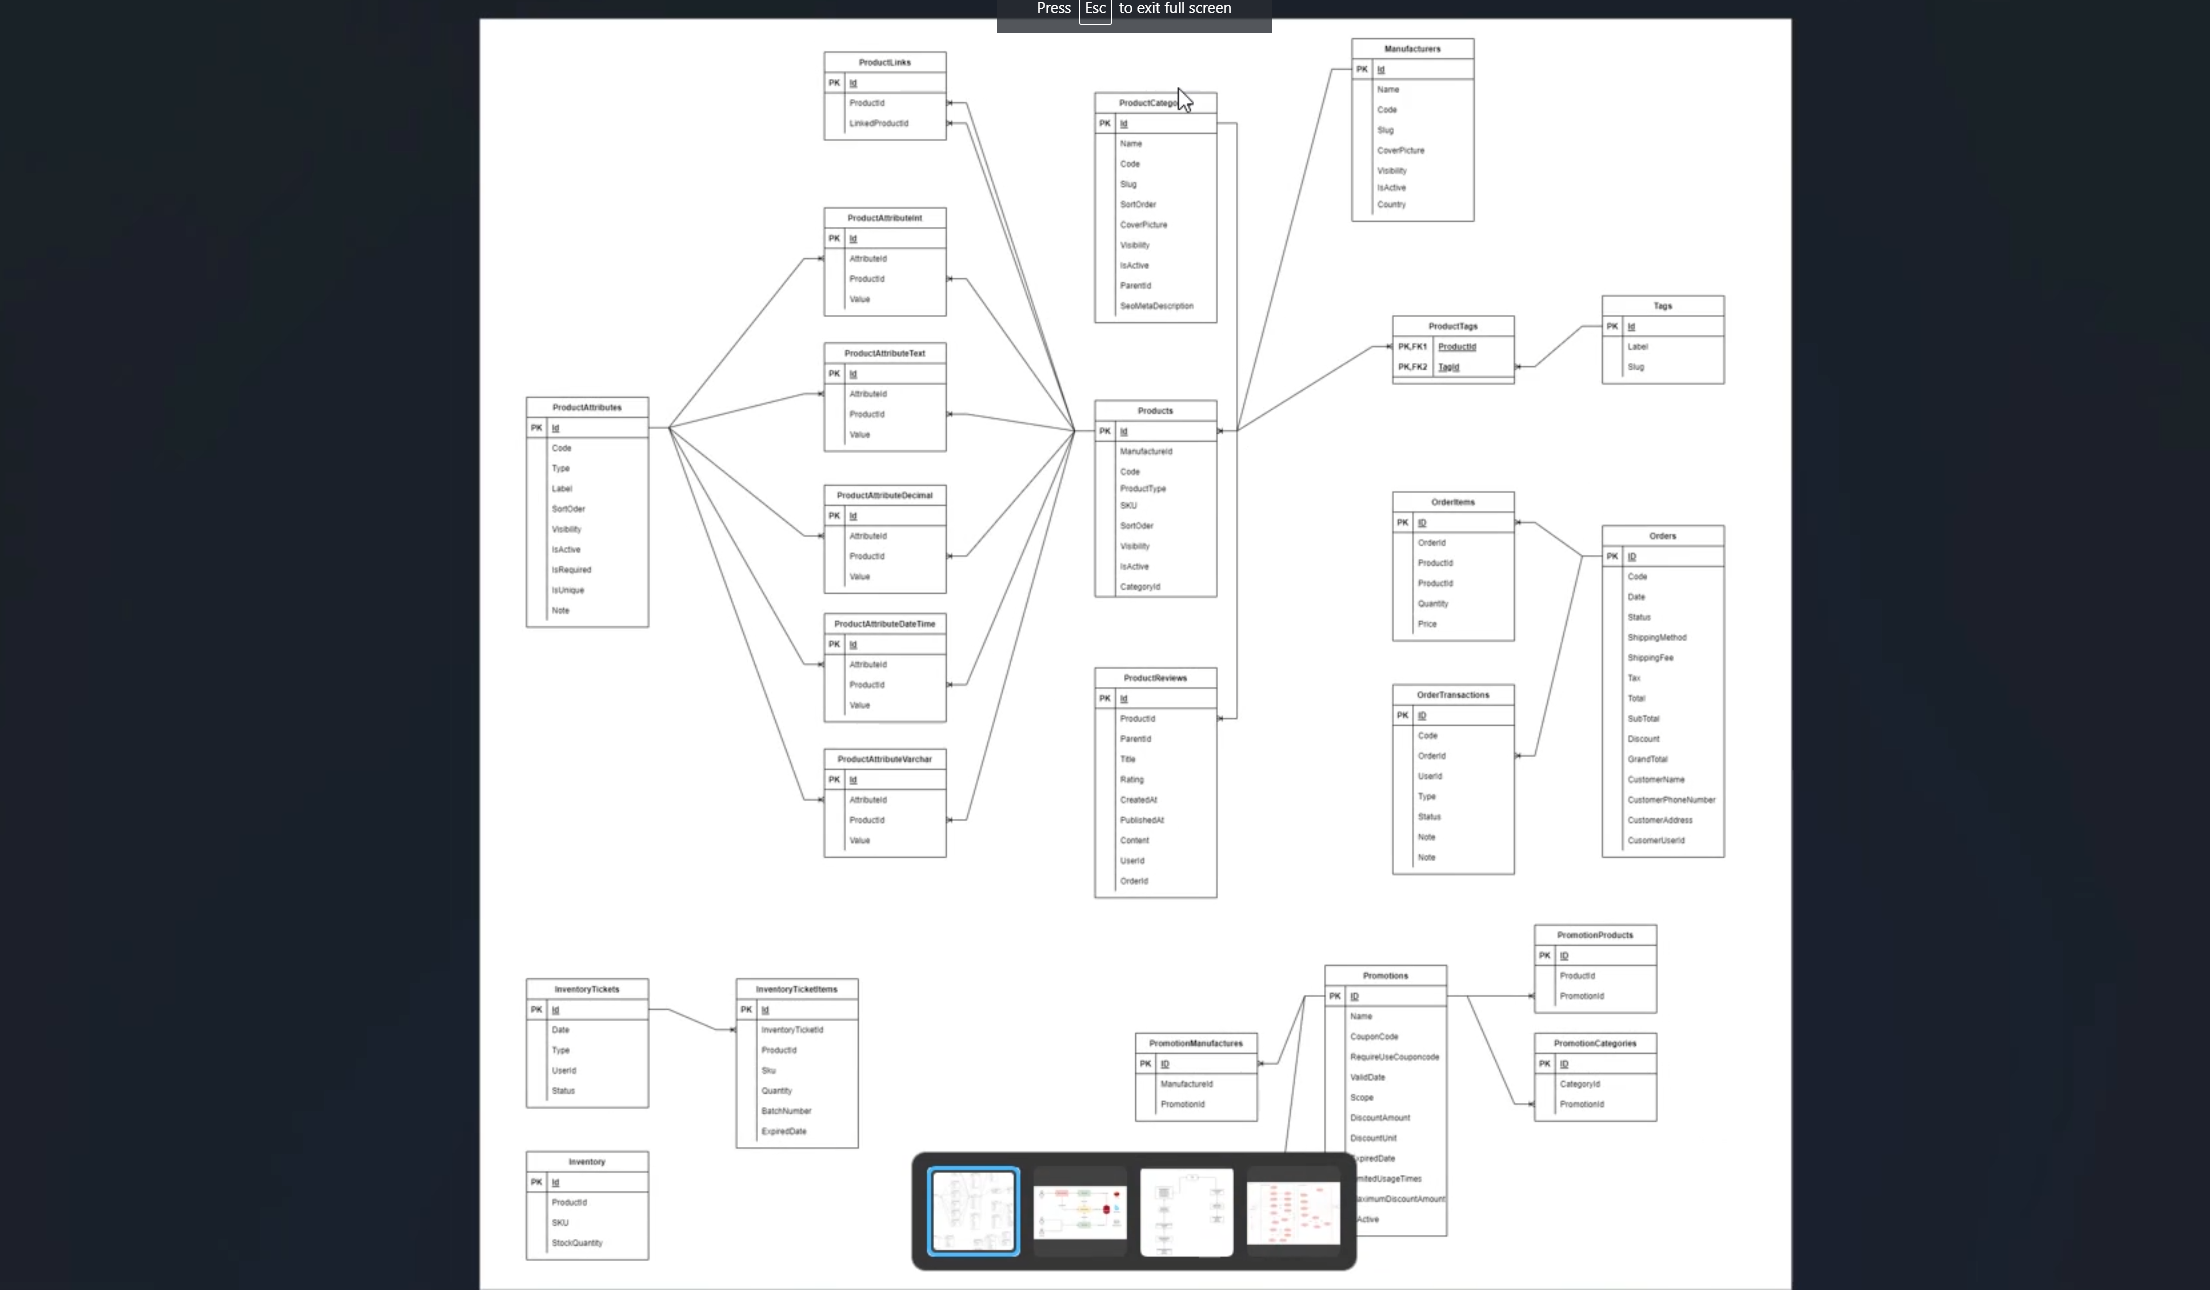 Press Esc to exit full screen
ProductLinks
PK Id
ProductId
LinkedProductId
ProductAttributeInt
PK Id
AttributeId
ProductId
Value
ProductAttributeText
PK Id
AttributeId
ProductId
Value
ProductAttributes
PK Id
Code
Type
Label
SortOder
Visibility
IsActive
IsRequired
IsUnique
Note
ProductAttributeDecimal
PK Id
AttributeId
ProductId
Value
ProductAttributeDateTime
PK Id
AttributeId
ProductId
Value
ProductAttributeVarchar
PK Id
AttributeId
ProductId
Value
ProductCatego
PK Id
Name
Code
Slug
SortOrder
CoverPicture
Visibility
IsActive
ParentId
SeoMetaDescription
Products
PK Id
ManufactureId
Code
ProductType
SKU
SortOder
Visibility
IsActive
CategoryId
ProductReviews
PK Id
ProductId
ParentId
Title
Rating
CreatedAt
PublishedAt
Content
UserId
OrderId
Manufacturers
PK Id
Name
Code
Slug
CoverPicture
Visibility
IsActive
Country
ProductTags
PK,FK1 ProductId
PK,FK2 TagId
Tags
PK Id
Label
Slug
OrderItems
PK ID
OrderId
ProductId
ProductId
Quantity
Price
Orders
PK ID
Code
Date
Status
ShippingMethod
ShippingFee
Tax
Total
SubTotal
Discount
GrandTotal
CustomerName
CustomerPhoneNumber
CustomerAddress
CusomerUserId
OrderTransactions
PK ID
Code
OrderId
UserId
Type
Status
Note
Note
InventoryTickets
PK Id
Date
Type
UserId
Status
InventoryTicketItems
PK Id
InventoryTicketId
ProductId
Sku
Quantity
BatchNumber
ExpiredDate
Inventory
PK Id
ProductId
SKU
StockQuantity
PromotionManufactures
PK ID
ManufactureId
PromotionId
Promotions
PK ID
Name
CouponCode
RequireUseCouponcode
ValidDate
Scope
DiscountAmount
DiscountUnit
xpiredDate
mitedUsageTimes
aximumDiscountAmount
Active
PromotionProducts
PK ID
ProductId
PromotionId
PromotionCategories
PK ID
CategoryId
PromotionId